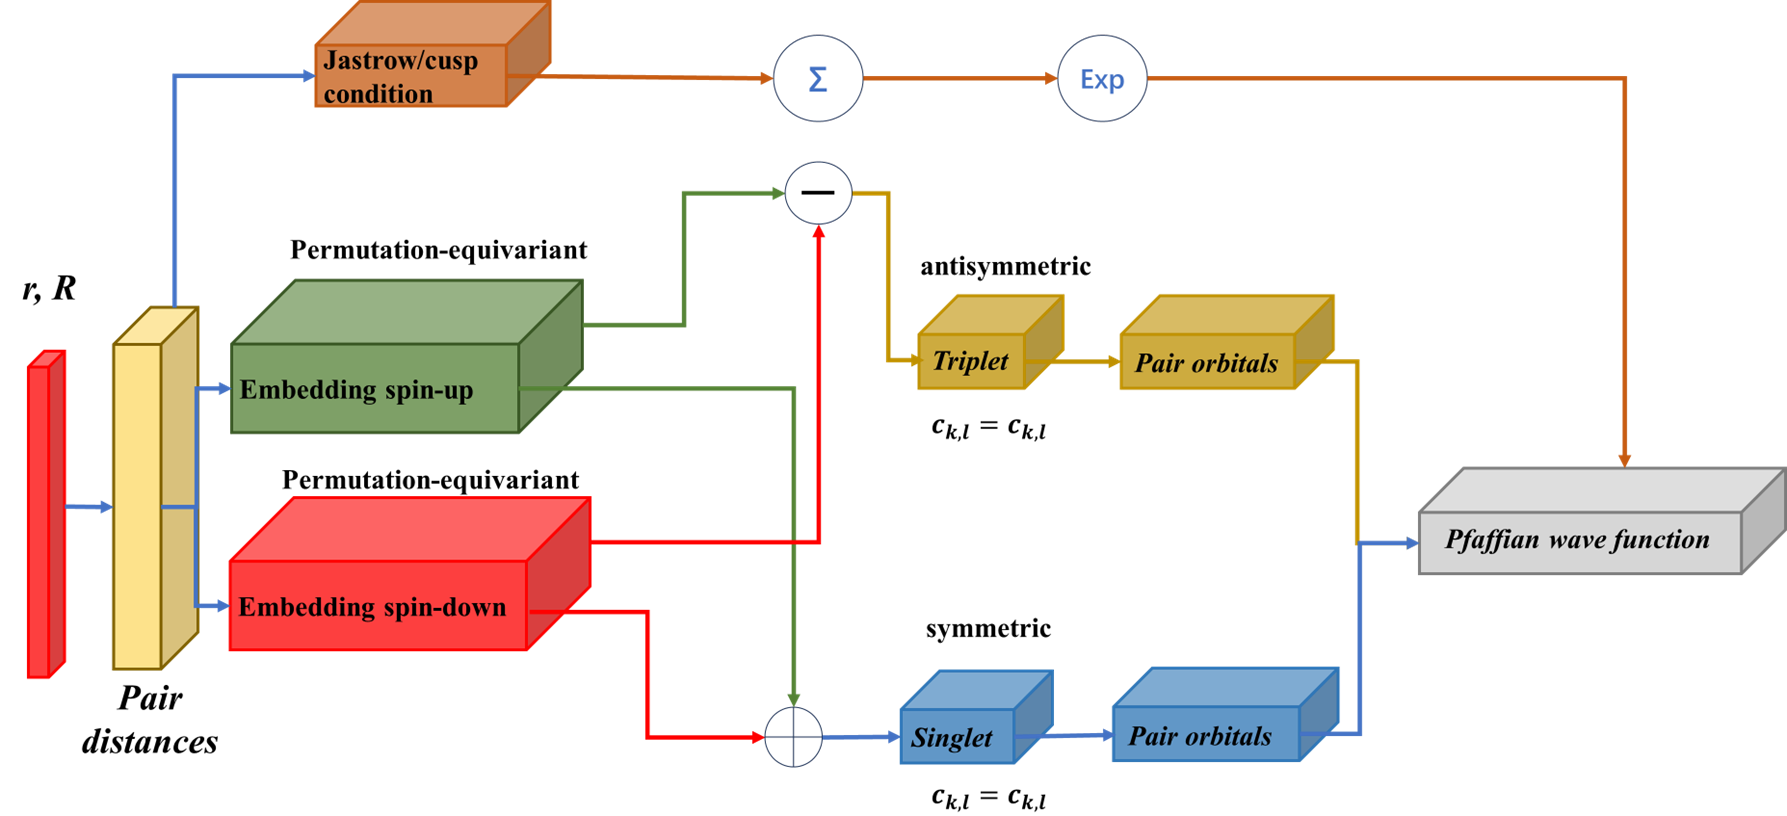 Jastrow/cusp
condition
Σ
Exp
—
Permutation-equivariant
r, R
antisymmetric
Embedding spin-up
Triplet
Pair orbitals
c_{k,l} = c_{k,l}
Permutation-equivariant
Pfaffian wave function
Embedding spin-down
symmetric
Pair
distances
Singlet
Pair orbitals
c_{k,l} = c_{k,l}